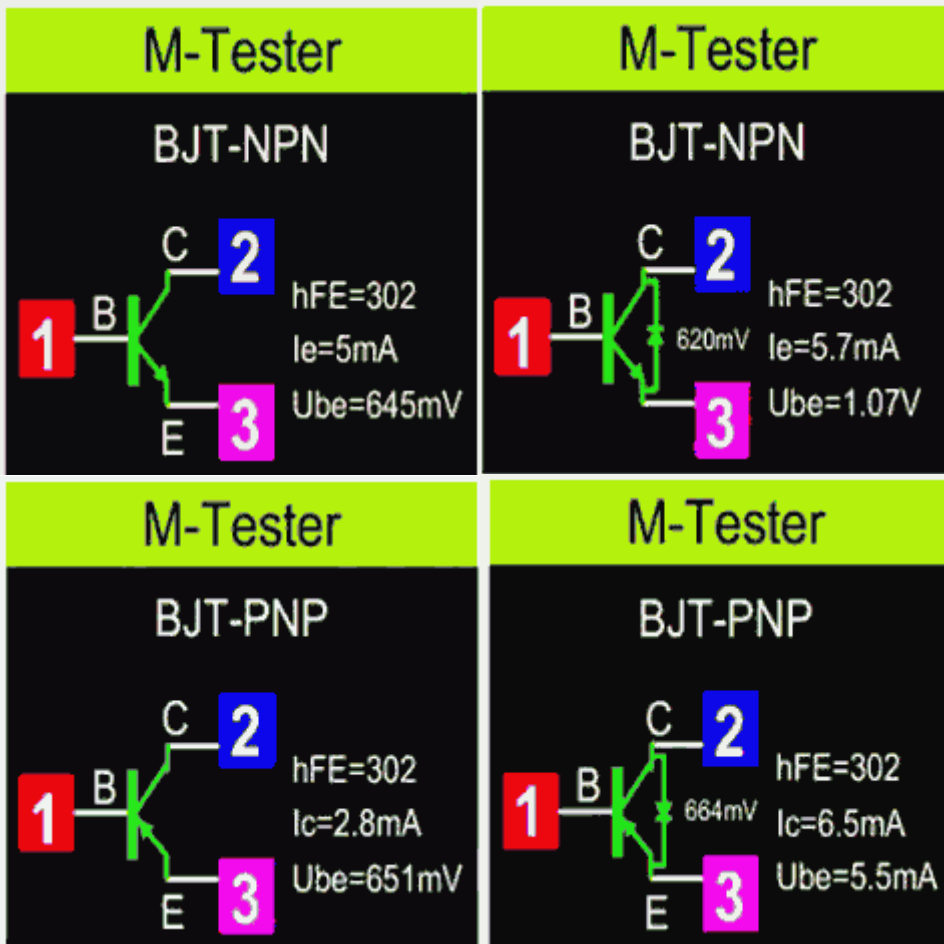 M-Tester
BJT-NPN
C 2
hFE=302
1 B
Ie=5mA
Ube=645mV
3
E
M-Tester
BJT-NPN
C 2
hFE=302
1 B
620mV Ie=5.7mA
Ube=1.07V
3
M-Tester
BJT-PNP
C 2
hFE=302
1 B
Ic=2.8mA
Ube=651mV
E 3
M-Tester
BJT-PNP
C 2
hFE=302
1 B
664mV Ic=6.5mA
Ube=5.5mA
E 3